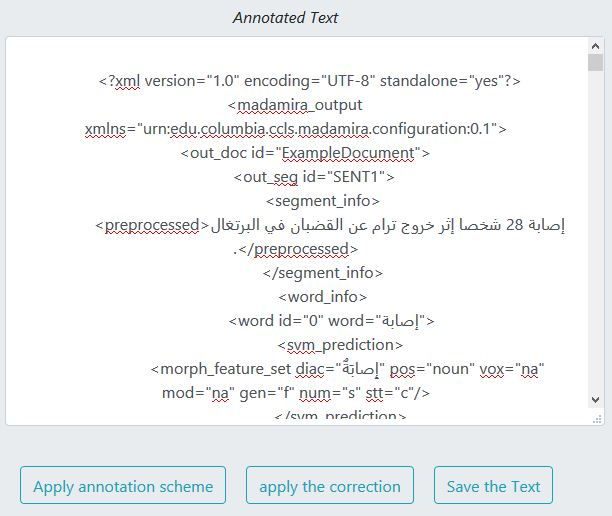 Annotated Text
<?xml version="1.0" encoding="UTF-8" standalone="yes"?>
<madamira_output
xmlns="urn:edu.columbia.ccls.madamira.configuration:0.1">
<out_doc id="ExampleDocument">
<out_seg id="SENT1">
<segment_info>
<preprocessed>إصابة 28 شخصا إثر خروج ترام عن القضبان في البرتغال
.</preprocessed>
</segment_info>
<word_info>
<word id="0" word="إصابة">
<svm_prediction>
<morph_feature_set diac="إِصابَةُ" pos="noun" vox="na"
mod="na" gen="f" num="s" stt="c"/>
</svm_prediction>
Apply annotation scheme
apply the correction
Save the Text